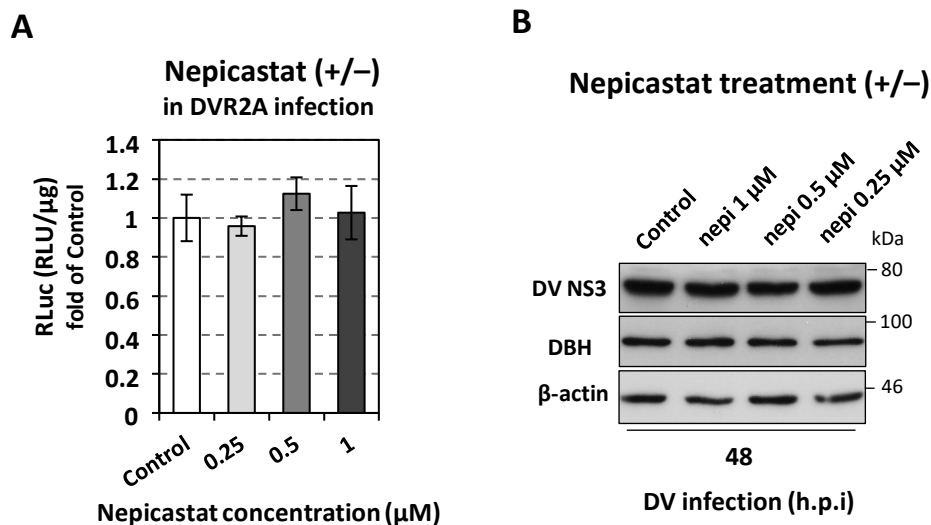 A
Nepicastat (+/–)
in DVR2A infection
RLuc (RLU/µg)
fold of Control
1.4
1.2
1
0.8
0.6
0.4
0.2
0
Control
0.25
0.5
1
Nepicastat concentration (µM)
B
Nepicastat treatment (+/–)
Control
nepi 1 µM
nepi 0.5 µM
nepi 0.25 µM
kDa
DV NS3
80
DBH
100
β-actin
46
48
DV infection (h.p.i)